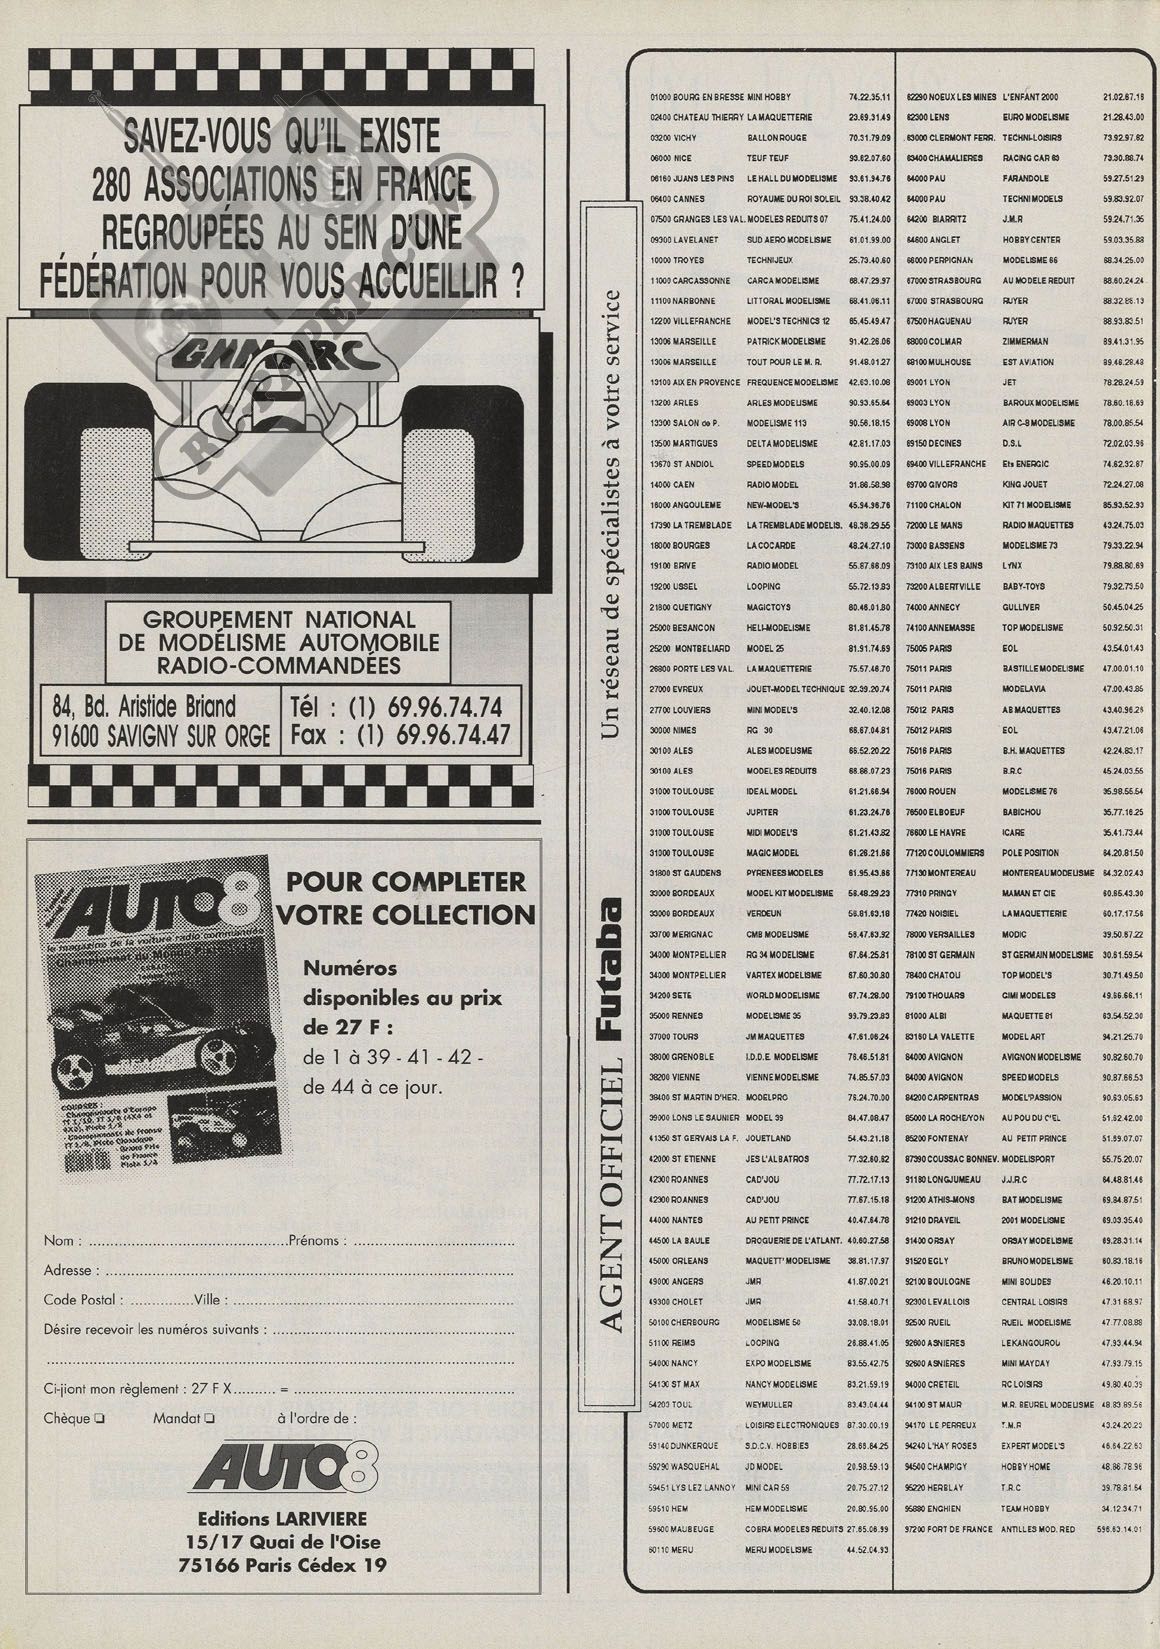 SAVEZ-VOUS QU'IL EXISTE
280 ASSOCIATIONS EN FRANCE
REGROUPÉES AU SEIN D'UNE
FÉDÉRATION POUR VOUS ACCUEILLIR ?
GNMARC
RCPAPER.COM
GROUPEMENT NATIONAL
DE MODÉLISME AUTOMOBILE
RADIO-COMMANDÉES
84, Bd. Aristide Briand
91600 SAVIGNY SUR ORGE
Tél : (1) 69.96.74.74
Fax : (1) 69.96.74.47
AUTO8
le magazine de la voiture radio commandée
Championnat du Monde
POUR COMPLETER
VOTRE COLLECTION
Numéros
disponibles au prix
de 27 F :
de 1 à 39 - 41 - 42 -
de 44 à ce jour.
Nom : Prénoms :
Adresse :
Code Postal : Ville :
Désire recevoir les numéros suivants :
Ci-jiont mon règlement : 27 F X = 
Chèque ❑ Mandat ❑ à l'ordre de :
AUTO8
Editions LARIVIERE
15/17 Quai de l'Oise
75166 Paris Cédex 19
AGENT OFFICIEL Futaba Un réseau de spécialistes à votre service
01000 BOURG EN BRESSE MINI HOBBY 74.22.35.11
02400 CHATEAU THIERRY LA MAQUETTERIE 23.69.31.49
03200 VICHY BALLON ROUGE 70.31.79.09
06000 NICE TEUF TEUF 93.62.07.60
06160 JUANS LES PINS LE HALL DU MODELISME 93.61.94.76
06400 CANNES ROYAUME DU ROI SOLEIL 93.38.40.42
07500 GRANGES LES VAL. MODELES REDUITS 07 75.41.24.00
09300 LAVELANET SUD AERO MODELISME 61.01.99.00
10000 TROYES TECHNIJEUX 25.73.40.60
11000 CARCASSONNE CARCA MODELISME 68.47.29.97
11100 NARBONNE LITTORAL MODELISME 68.41.06.11
12200 VILLEFRANCHE MODEL'S TECHNICS 12 65.45.49.47
13006 MARSEILLE PATRICK MODELISME 91.42.26.06
13006 MARSEILLE TOUT POUR LE M. R. 91.48.01.27
13100 AIX EN PROVENCE FREQUENCE MODELISME 42.63.10.08
13200 ARLES ARLES MODELISME 90.93.65.64
13300 SALON de P. MODELISME 113 90.56.18.15
13500 MARTIGUES DELTA MODELISME 42.81.17.03
13670 ST ANDIOL SPEED MODELS 90.95.00.09
14000 CAEN RADIO MODEL 31.86.58.98
16000 ANGOULEME NEW-MODEL'S 45.94.96.76
17390 LA TREMBLADE LA TREMBLADE MODELIS. 46.36.29.55
18000 BOURGES LA COCARDE 48.24.27.10
19100 BRIVE RADIO MODEL 55.87.66.09
19200 USSEL LOOPING 55.72.13.83
21800 QUETIGNY MAGICTOYS 80.46.01.80
25000 BESANCON HELI-MODELISME 81.81.45.78
25200 MONTBELIARD MODEL 25 81.91.74.69
26800 PORTE LES VAL. LA MAQUETTERIE 75.57.46.70
27000 EVREUX JOUET-MODEL TECHNIQUE 32.39.20.74
27700 LOUVIERS MINI MODEL'S 32.40.12.08
30000 NIMES RG 30 66.67.04.81
30100 ALES ALES MODELISME 66.52.20.22
30100 ALES MODELES REDUITS 66.86.07.23
31000 TOULOUSE IDEAL MODEL 61.21.66.94
31000 TOULOUSE JUPITER 61.23.24.76
31000 TOULOUSE MIDI MODEL'S 61.21.43.82
31000 TOULOUSE MAGIC MODEL 61.26.21.66
31800 ST GAUDENS PYRENEES MODELES 61.95.43.66
33000 BORDEAUX MODEL KIT MODELISME 56.48.29.23
33000 BORDEAUX VERDEUN 56.81.63.18
33700 MERIGNAC CMB MODELISME 56.47.63.92
34000 MONTPELLIER RG 34 MODELISME 67.64.25.81
34000 MONTPELLIER VARTEX MODELISME 67.60.30.80
34200 SETE WORLD MODELISME 67.74.26.00
35000 RENNES MODELISME 35 99.79.23.83
37000 TOURS JM MAQUETTES 47.61.06.24
38000 GRENOBLE I.D.D.E. MODELISME 76.46.51.81
38200 VIENNE VIENNE MODELISME 74.85.57.03
38400 ST MARTIN D'HER. MODELPRO 76.24.70.00
39000 LONS LE SAUNIER MODEL 39 84.47.08.47
41350 ST GERVAIS LA F. JOUETLAND 54.43.21.18
42000 ST ETIENNE JES L'ALBATROS 77.32.60.62
42300 ROANNES CAD'JOU 77.72.17.13
42300 ROANNES CAD'JOU 77.67.15.18
44000 NANTES AU PETIT PRINCE 40.47.64.78
44500 LA BAULE DROGUERIE DE L'ATLANT. 40.60.27.58
45000 ORLEANS MAQUETT' MODELISME 38.81.17.97
49000 ANGERS JMR 41.87.00.21
49300 CHOLET JMR 41.58.40.71
50100 CHERBOURG MODELISME 50 33.08.18.01
51100 REIMS LOOPING 26.88.41.05
54000 NANCY EXPO MODELISME 83.55.42.75
54130 ST MAX NANCY MODELISME 83.21.59.19
54200 TOUL WEYMULLER 83.43.04.44
57000 METZ LOISIRS ELECTRONIQUES 87.30.00.19
59140 DUNKERQUE S.D.C.V. HOBBIES 28.66.64.25
59290 WASQUEHAL JD MODEL 20.98.59.13
59451 LYS LEZ LANNOY MINI CAR 59 20.75.27.12
59510 HEM HEM MODELISME 20.80.95.00
59600 MAUBEUGE COBRA MODELES REDUITS 27.65.06.99
60110 MERU MERU MODELISME 44.52.04.93
62290 NOEUX LES MINES L'ENFANT 2000 21.02.67.16
62300 LENS EURO MODELISME 21.28.43.00
63000 CLERMONT FERR. TECHNI-LOISIRS 73.92.97.62
63400 CHAMALIERES RACING CAR 63 73.30.88.74
64000 PAU FARANDOLE 59.27.51.29
64000 PAU TECHNI MODELS 59.83.92.07
64200 BIARRITZ J.M.R 59.24.71.35
64600 ANGLET HOBBY CENTER 59.03.35.88
66000 PERPIGNAN MODELISME 66 68.34.25.00
67000 STRASBOURG AU MODELE REDUIT 88.60.24.24
67000 STRASBOURG RUYER 88.32.88.13
67500 HAGUENAU RUYER 88.93.83.51
68000 COLMAR ZIMMERMAN 89.41.31.95
68100 MULHOUSE EST AVIATION 89.46.28.48
69001 LYON JET 78.28.24.59
69003 LYON BAROUX MODELISME 78.60.18.69
69008 LYON AIR C-8 MODELISME 78.00.85.54
69150 DECINES D.S.L 72.02.03.96
69400 VILLEFRANCHE Ets ENERGIC 74.62.32.67
69700 GIVORS KING JOUET 72.24.27.08
71100 CHALON KIT 71 MODELISME 85.93.52.93
72000 LE MANS RADIO MAQUETTES 43.24.75.03
73000 BASSENS MODELISME 73 79.33.22.94
73100 AIX LES BAINS LYNX 79.88.80.69
73200 ALBERTVILLE BABY-TOYS 79.32.73.50
74000 ANNECY GULLIVER 50.45.04.25
74100 ANNEMASSE TOP MODELISME 50.92.50.31
75005 PARIS EOL 43.54.01.43
75011 PARIS BASTILLE MODELISME 47.00.01.10
75011 PARIS MODELAVIA 47.00.43.85
75012 PARIS AB MAQUETTES 43.40.96.26
75012 PARIS EOL 43.47.21.06
75016 PARIS B.H. MAQUETTES 42.24.83.17
75016 PARIS B.R.C 45.24.03.55
76000 ROUEN MODELISME 76 35.98.55.54
76500 ELBOEUF BABICHOU 35.77.16.25
76600 LE HAVRE ICARE 35.41.73.44
77120 COULOMMIERS POLE POSITION 64.20.81.50
77130 MONTEREAU MONTEREAU MODELISME 64.32.02.43
77310 PRINGY MAMAN ET CIE 60.65.43.30
77420 NOISIEL LA MAQUETTERIE 60.17.17.56
78000 VERSAILLES MODIC 39.50.67.22
78100 ST GERMAIN ST GERMAIN MODELISME 30.61.59.54
78400 CHATOU TOP MODEL'S 30.71.49.50
79100 THOUARS GIMI MODELES 49.66.66.11
81000 ALBI MAQUETTE 81 63.54.52.30
83160 LA VALETTE MODEL ART 94.21.25.70
84000 AVIGNON AVIGNON MODELISME 90.82.60.70
84000 AVIGNON SPEED MODELS 90.87.66.53
84200 CARPENTRAS MODEL'PASSION 90.63.05.63
85000 LA ROCHE/YON AU POU DU C'EL 51.62.42.00
85200 FONTENAY AU PETIT PRINCE 51.69.07.07
87390 COUSSAC BONNEV. MODELISPORT 55.75.20.07
91160 LONGJUMEAU J.J.R.C 64.48.81.46
91200 ATHIS-MONS BAT MODELISME 69.84.87.51
91210 DRAVEIL 2001 MODELISME 69.03.35.40
91400 ORSAY ORSAY MODELISME 69.28.31.14
91520 EGLY BRUNO MODELISME 60.83.18.16
92100 BOULOGNE MINI BOLIDES 46.20.10.11
92300 LEVALLOIS CENTRAL LOISIRS 47.31.68.97
92500 RUEIL RUEIL MODELISME 47.77.08.88
92600 ASNIERES LEKANGOUROU 47.93.44.94
92600 ASNIÈRES MINI MAYDAY 47.93.79.15
94000 CRETEIL RC LOISIRS 49.80.40.39
94100 ST MAUR M.R. BEUREL MODELISME 48.83.89.56
94170 LE PERREUX T.M.R 43.24.20.23
94240 L'HAY ROSES EXPERT MODEL'S 46.64.22.63
94500 CHAMPIGY HOBBY HOME 48.86.78.96
95220 HERBLAY T.R.C 39.78.81.64
95880 ENGHIEN TEAM HOBBY 34.12.34.71
97200 FORT DE FRANCE ANTILLES MOD. RED 596.63.14.01